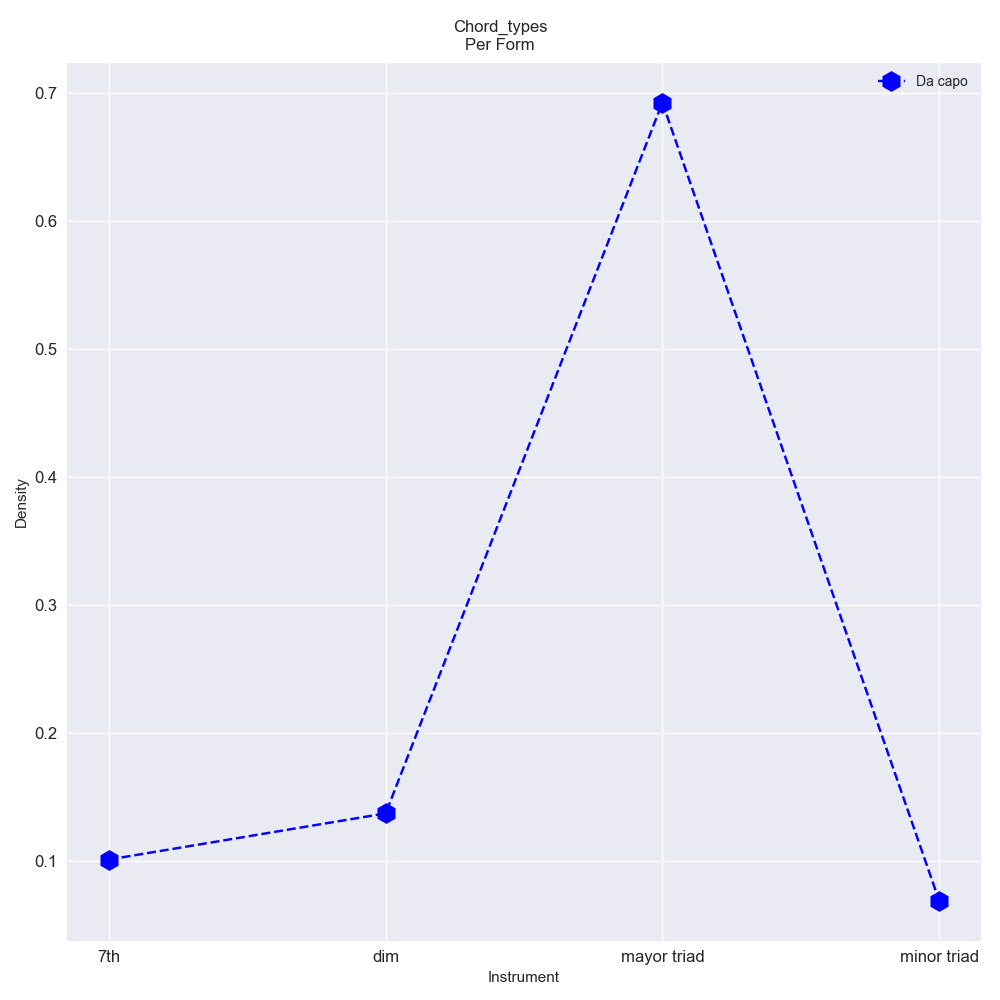 Chord_types
Per Form
Da capo
0.7
0.6
0.5
0.4
0.3
0.2
0.1
Density
7th dim mayor triad minor triad
Instrument